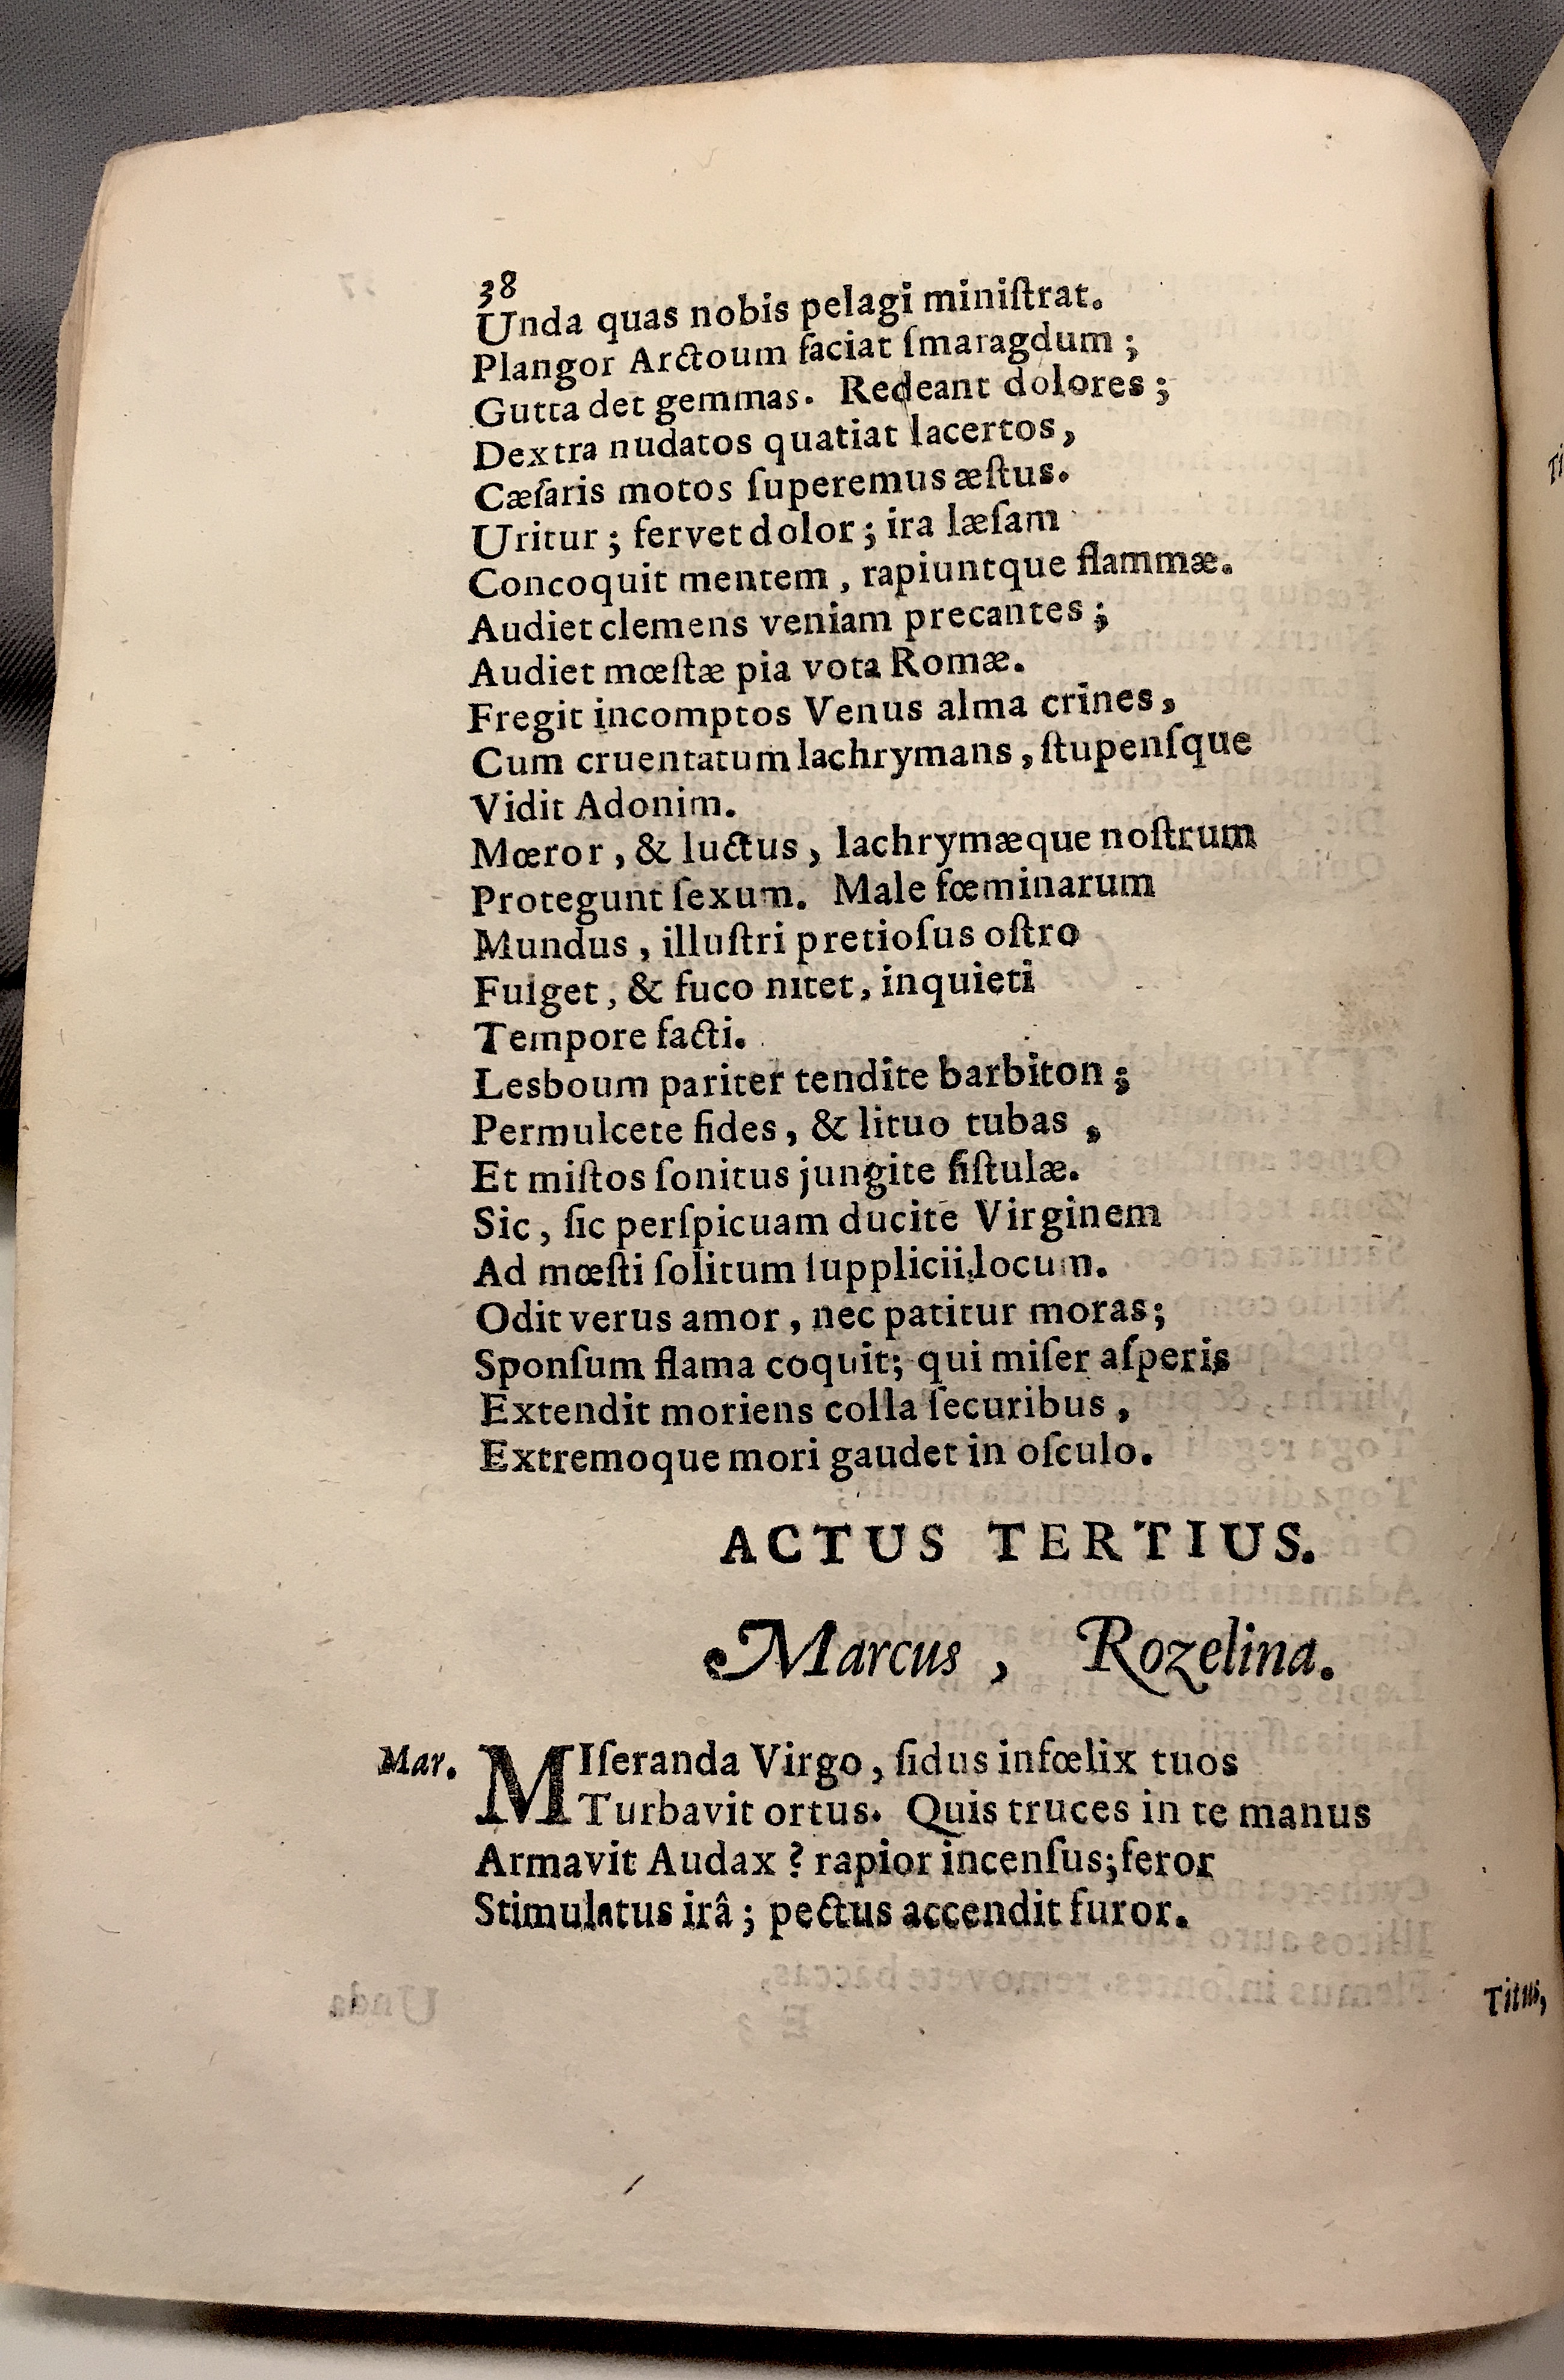 38
Unda quas nobis pelagi miniſtrat.
Plangor Arctoum faciat ſmaragdum ;
Gutta det gemmas. Redeant dolores ;
Dextra nudatos quatiat lacertos ,
Cæſaris motos ſuperemus æſtus.
Uritur ; fervet dolor ; ira læſam
Concoquit mentem , rapiuntque flammæ.
Audiet clemens veniam precantes ;
Audiet mœſtæ pia vota Romæ.
Fregit incomptos Venus alma crines ,
Cum cruentatum lachrymans , ſtupenſque
Vidit Adonim.
Mœror , & luctus , lachrymæque noſtrum
Protegunt ſexum. Male fœminarum
Mundus , illuſtri pretioſus oſtro
Fulget , & fuco nitet , inquieti
Tempore facti.
Lesboum pariter tendite barbiton ;
Permulcete fides , & lituo tubas ,
Et miſtos ſonitus jungite fiſtulæ.
Sic , ſic perſpicuam ducite Virginem
Ad mœſti ſolitum ſupplicii locum.
Odit verus amor , nec patitur moras;
Sponſum flama coquit; qui miſer aſperis
Extendit moriens colla ſecuribus ,
Extremoque mori gaudet in oſculo.
ACTUS TERTIUS.
Marcus , Rozelina.
Mar. MIſeranda Virgo , ſidus infœlix tuos
Turbavit ortus. Quis truces in te manus
Armavit Audax ? rapior incenſus; feror
Stimulatus irâ ; pectus accendit furor.
Titus,